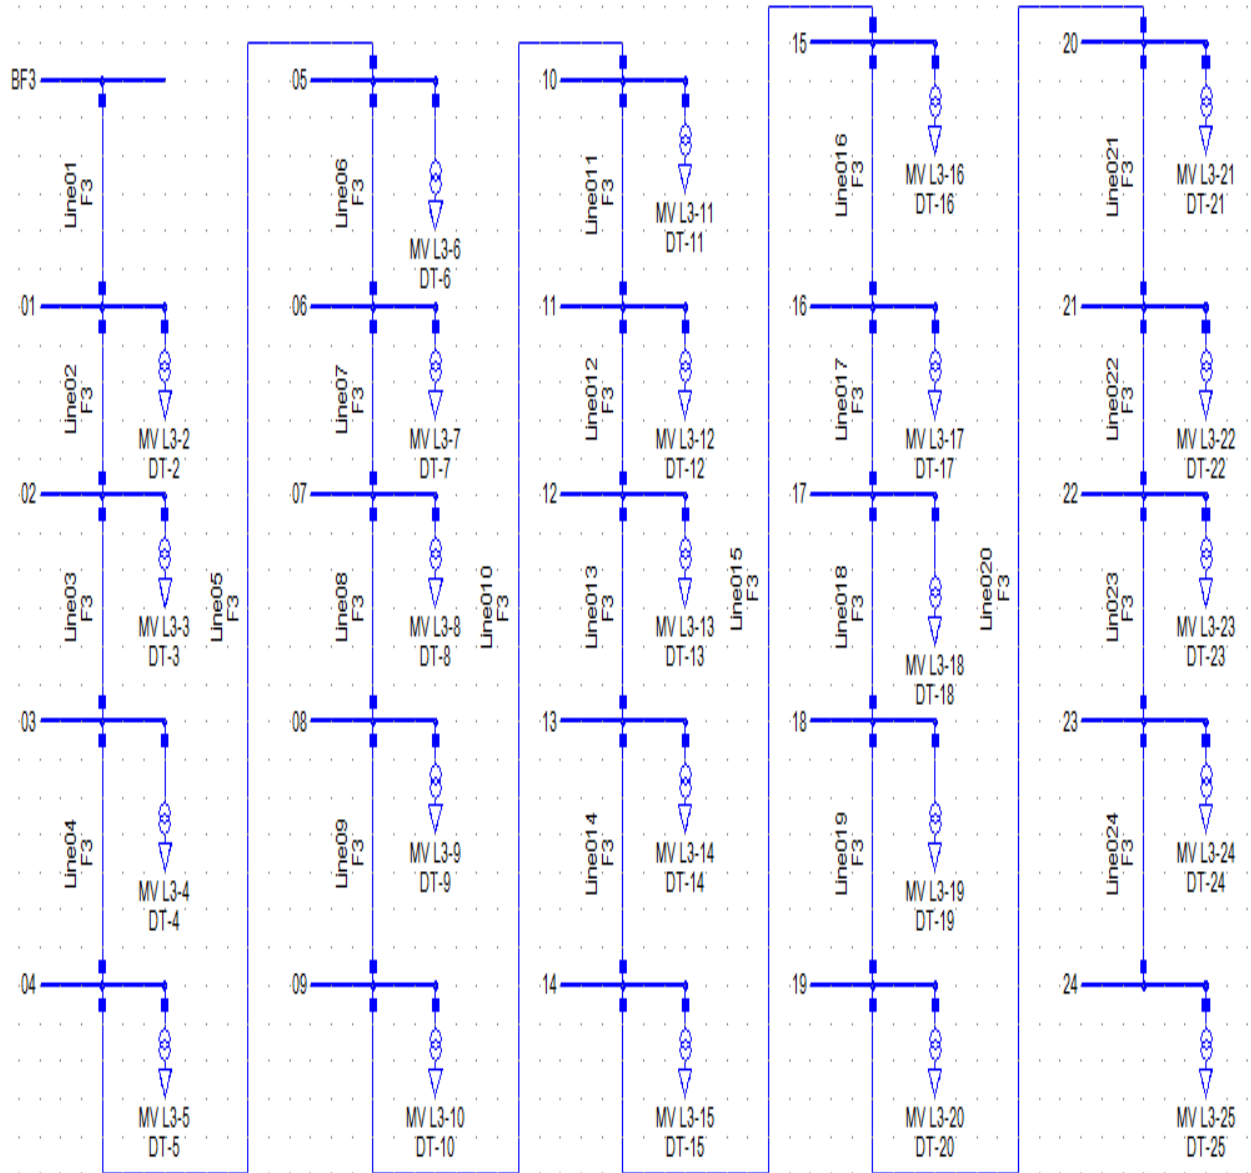 BF3
Line01
F3
01
MV L3-2
DT-2
Line02
F3
02
MV L3-3
DT-3
Line03
F3
03
MV L3-4
DT-4
Line04
F3
04
MV L3-5
DT-5
Line05
F3
05
MV L3-6
DT-6
Line06
F3
06
MV L3-7
DT-7
Line07
F3
07
MV L3-8
DT-8
Line08
F3
08
MV L3-9
DT-9
Line09
F3
09
MV L3-10
DT-10
Line010
F3
10
MV L3-11
DT-11
Line011
F3
11
MV L3-12
DT-12
Line012
F3
12
MV L3-13
DT-13
Line013
F3
13
MV L3-14
DT-14
Line014
F3
14
MV L3-15
DT-15
Line015
F3
15
MV L3-16
DT-16
Line016
F3
16
MV L3-17
DT-17
Line017
F3
17
MV L3-18
DT-18
Line018
F3
18
MV L3-19
DT-19
Line019
F3
19
MV L3-20
DT-20
Line020
F3
20
MV L3-21
DT-21
Line021
F3
21
MV L3-22
DT-22
Line022
F3
22
MV L3-23
DT-23
Line023
F3
23
MV L3-24
DT-24
Line024
F3
24
MV L3-25
DT-25